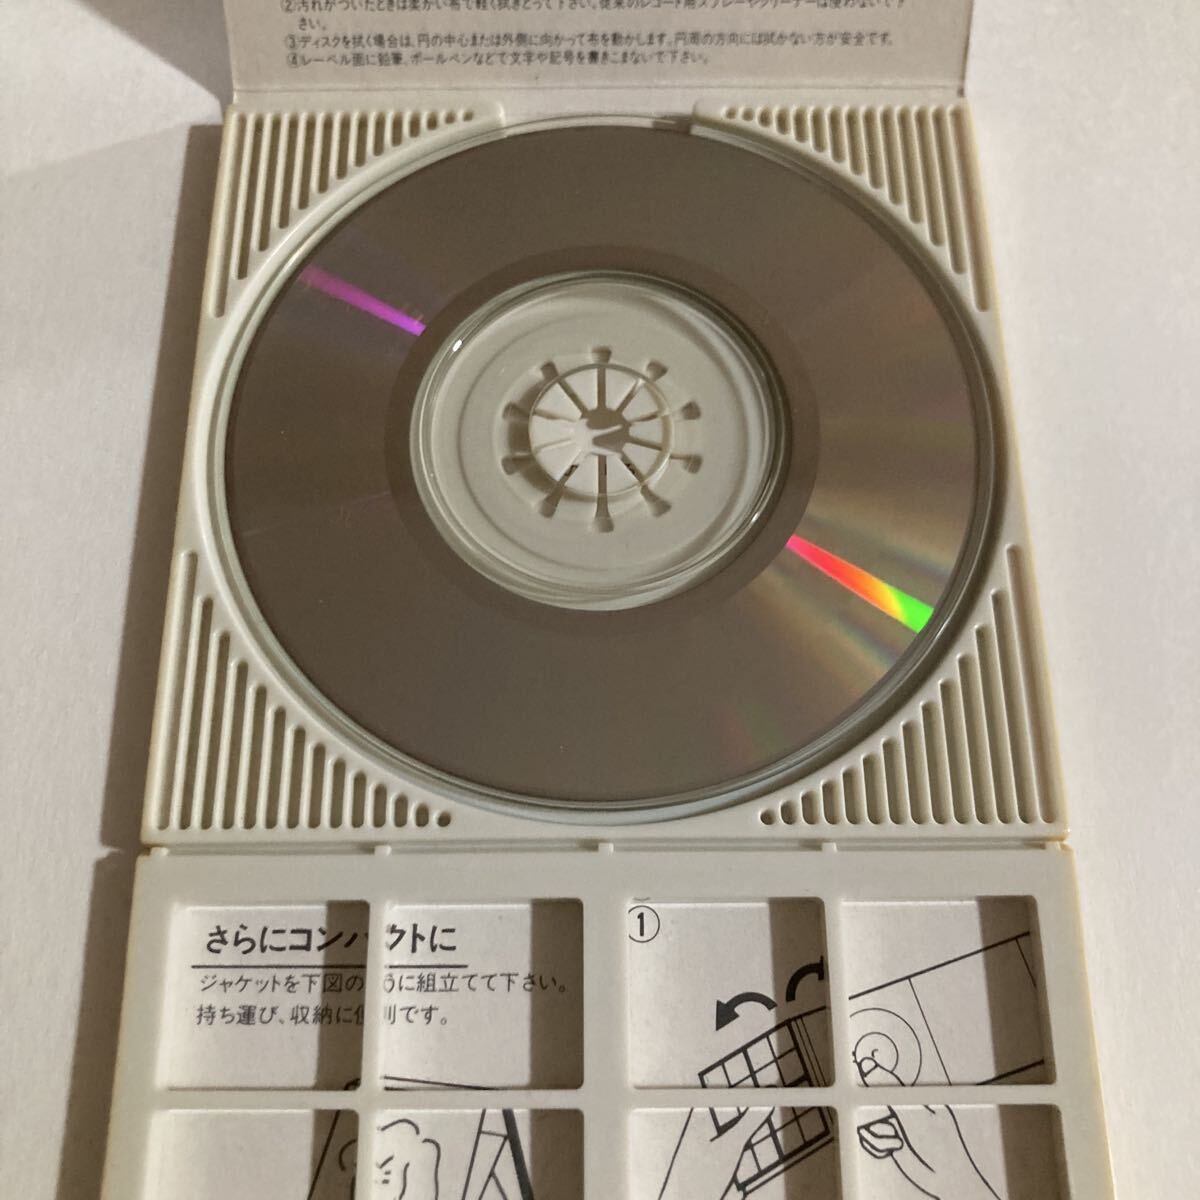 ②汚れがついたときは柔かい布で軽く拭きとって下さい。従来のレコード用スプレーやクリーナーは使わないで下
さい。
③ディスクを拭く場合は、円の中心または外側に向かって布を動かします。円周の方向には拭かない方が安全です。
④レーベル面に鉛筆、ボールペンなどで文字や記号を書きこまないで下さい。
さらにコンパクトに
ジャケットを下図のように組立てて下さい。
持ち運び、収納に便利です。
①